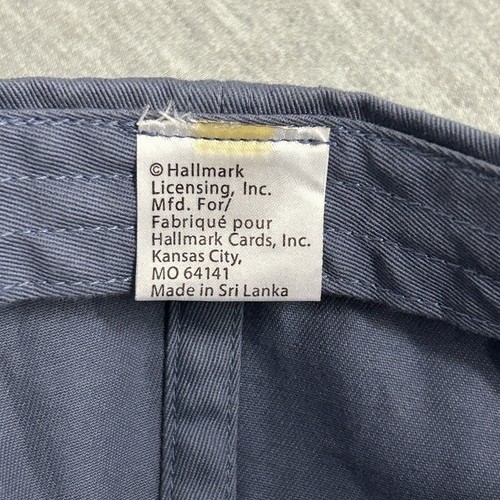 ©Hallmark
Licensing, Inc.
Mfd. For/
Fabriqué pour
Hallmark Cards, Inc.
Kansas City,
MO 64141
Made in Sri Lanka